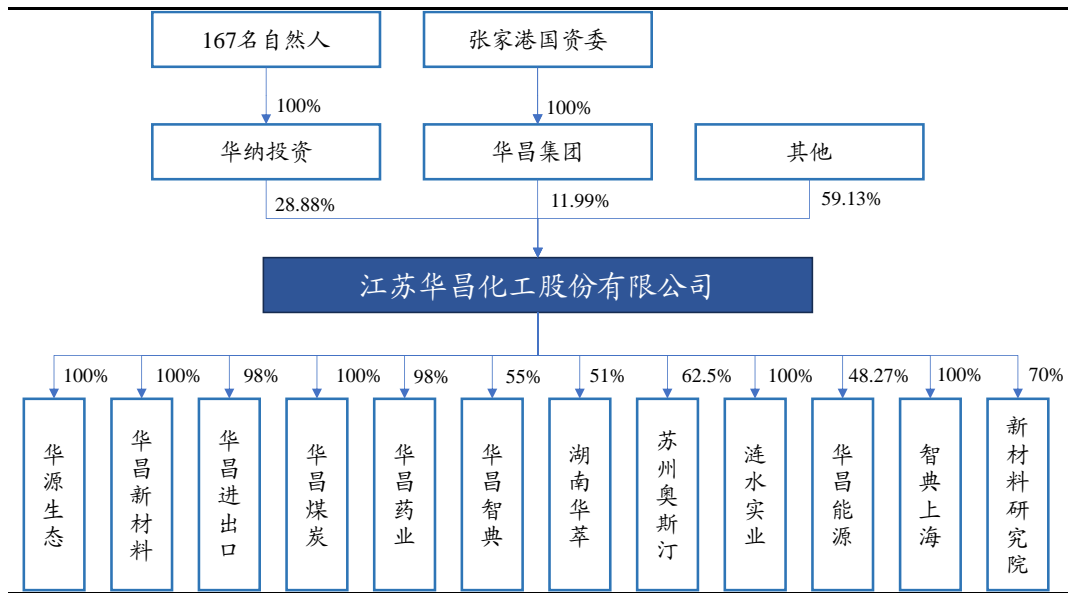 167名自然人
张家港国资委
100%
100%
华纳投资
华昌集团
其他
28.88%
11.99%
59.13%
江苏华昌化工股份有限公司
100%
100%
98%
100%
98%
55%
51%
62.5%
100%
48.27%
100%
70%
华源生态
华昌新材料
华昌进出口
华昌煤炭
华昌药业
华昌智典
湖南华萃
苏州奥斯汀
涟水实业
华昌能源
智典上海
新材料研究院